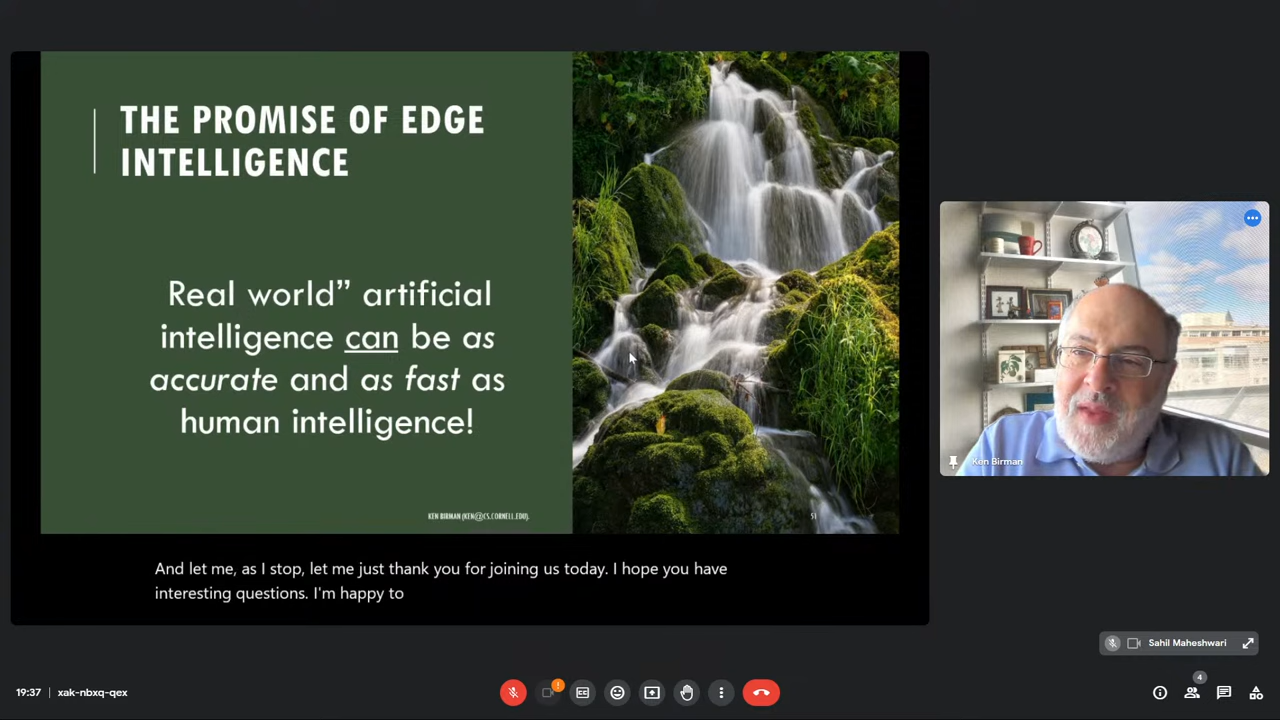 THE PROMISE OF EDGE
INTELLIGENCE
Real world” artificial
intelligence can be as
accurate and as fast as
human intelligence!
KEN BIRMAN (KEN@CS.CORNELL.EDU).
51
And let me, as I stop, let me just thank you for joining us today. I hope you have
interesting questions. I'm happy to
Ken Birman
Sahil Maheshwari
19:37
xak-nbxq-qex
4